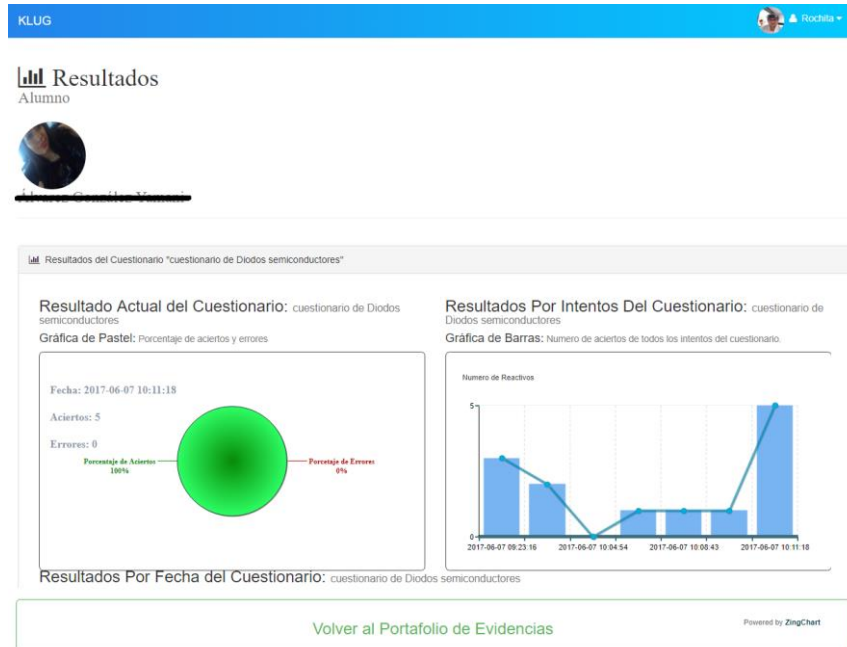 KLUG
Rochita
Resultados
Alumno
Resultados del Cuestionario "cuestionario de Diodos semiconductores"
Resultado Actual del Cuestionario: cuestionario de Diodos
semiconductores
Gráfica de Pastel: Porcentaje de aciertos y errores
Fecha: 2017-06-07 10:11:18
Aciertos: 5
Errores: 0
Porcentaje de Aciertos
100%
Porcetaje de Errores
0%
Resultados Por Intentos Del Cuestionario: cuestionario de
Diodos semiconductores
Gráfica de Barras: Numero de aciertos de todos los intentos del cuestionario.
Numero de Reactivos
5
0
2017-06-07 09:23:16
2017-06-07 10:04:54
2017-06-07 10:08:43
2017-06-07 10:11:18
Resultados Por Fecha del Cuestionario: cuestionario de Diodos semiconductores
Volver al Portafolio de Evidencias
Powered by ZingChart